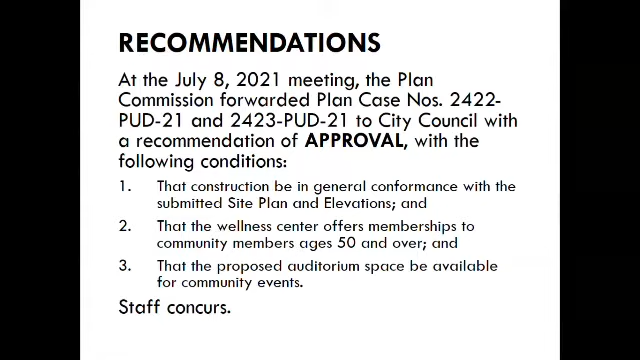 RECOMMENDATIONS
At the July 8, 2021 meeting, the Plan
Commission forwarded Plan Case Nos. 2422-
PUD-21 and 2423-PUD-21 to City Council with
a recommendation of APPROVAL, with the
following conditions:
1. That construction be in general conformance with the
submitted Site Plan and Elevations; and
2. That the wellness center offers memberships to
community members ages 50 and over; and
3. That the proposed auditorium space be available
for community events.
Staff concurs.